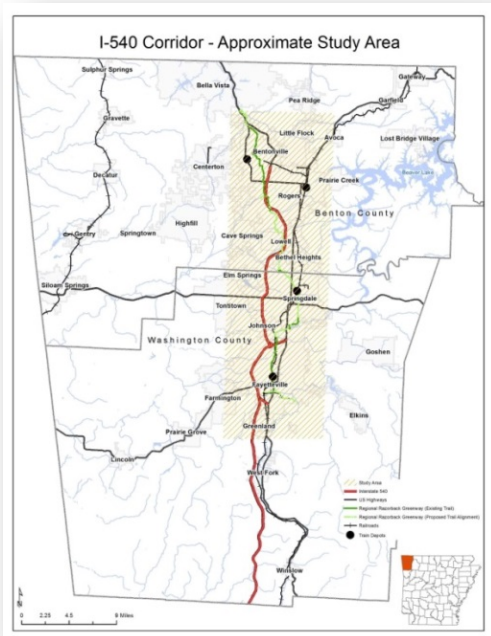 I-540 Corridor - Approximate Study Area
Sulphur Springs
Gateway
Bella Vista
Garfield
Pea Ridge
Gravette
Little Flock
Avoca
Lost Bridge Village
Bentonville
Centerton
Beaver Lake
Decatur
Prairie Creek
Rogers
Benton County
Highfill
Gentry
Springtown
Cave Springs
Lowell
Bethel Heights
Elm Springs
Siloam Springs
Springdale
Tontitown
Johnson
Washington County
Goshen
Fayetteville
Farmington
Elkins
Greenland
Prairie Grove
Lincoln
West Fork
Study Area
Interstate 540
US Highways
Regional Razorback Greenway (Existing Trail)
Regional Razorback Greenway (Proposed Trail Alignment)
Railroads
Train Depots
Winslow
0 2.25 4.5 9 Miles